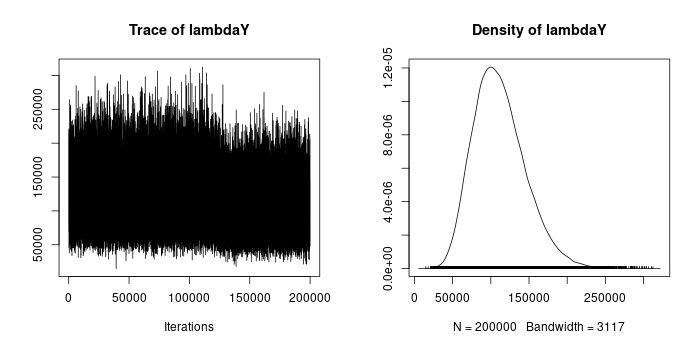 Trace of lambdaY
250000
150000
50000
0 50000 100000 150000 200000
Iterations
Density of lambdaY
1.2e-05
8.0e-06
4.0e-06
0.0e+00
0 50000 150000 250000
N = 200000 Bandwidth = 3117